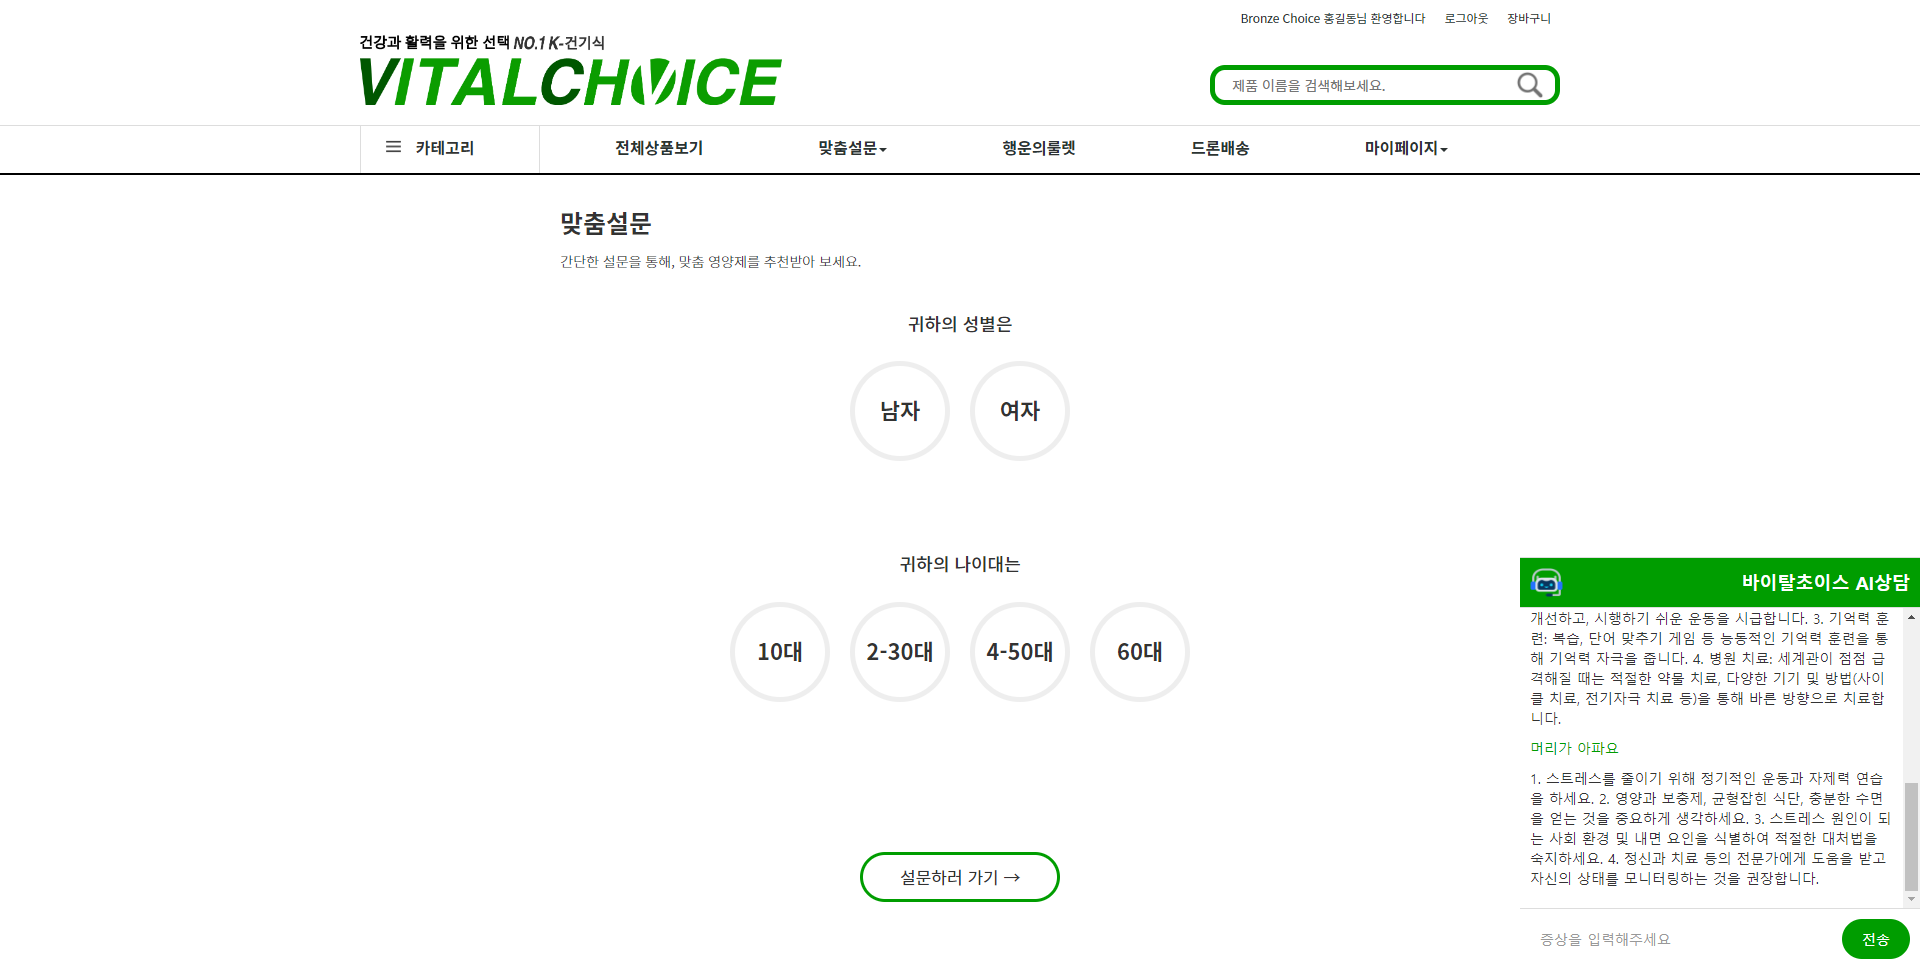 Bronze Choice 홍길동님 환영합니다 로그아웃 장바구니
건강과 활력을 위한 선택 NO.1 K-건기식
VITALCHOICE
제품 이름을 검색해보세요.
카테고리 전체상품보기 맞춤설문 행운의룰렛 드론배송 마이페이지
맞춤설문
간단한 설문을 통해, 맞춤 영양제를 추천받아 보세요.
귀하의 성별은
남자 여자
귀하의 나이대는
10대 2-30대 4-50대 60대
설문하러 가기 →
바이탈초이스 AI상담
개선하고, 시행하기 쉬운 운동을 시급합니다. 3. 기억력 훈
련: 복습, 단어 맞추기 게임 등 능동적인 기억력 훈련을 통
해 기억력 자극을 줍니다. 4. 병원 치료: 세계관이 점점 급
격해질 때는 적절한 약물 치료, 다양한 기기 및 방법(사이
클 치료, 전기자극 치료 등)을 통해 바른 방향으로 치료합
니다.
머리가 아파요
1. 스트레스를 줄이기 위해 정기적인 운동과 자제력 연습
을 하세요. 2. 영양과 보충제, 균형잡힌 식단, 충분한 수면
을 얻는 것을 중요하게 생각하세요. 3. 스트레스 원인이 되
는 사회 환경 및 내면 요인을 식별하여 적절한 대처법을
숙지하세요. 4. 정신과 치료 등의 전문가에게 도움을 받고
자신의 상태를 모니터링하는 것을 권장합니다.
증상을 입력해주세요
전송